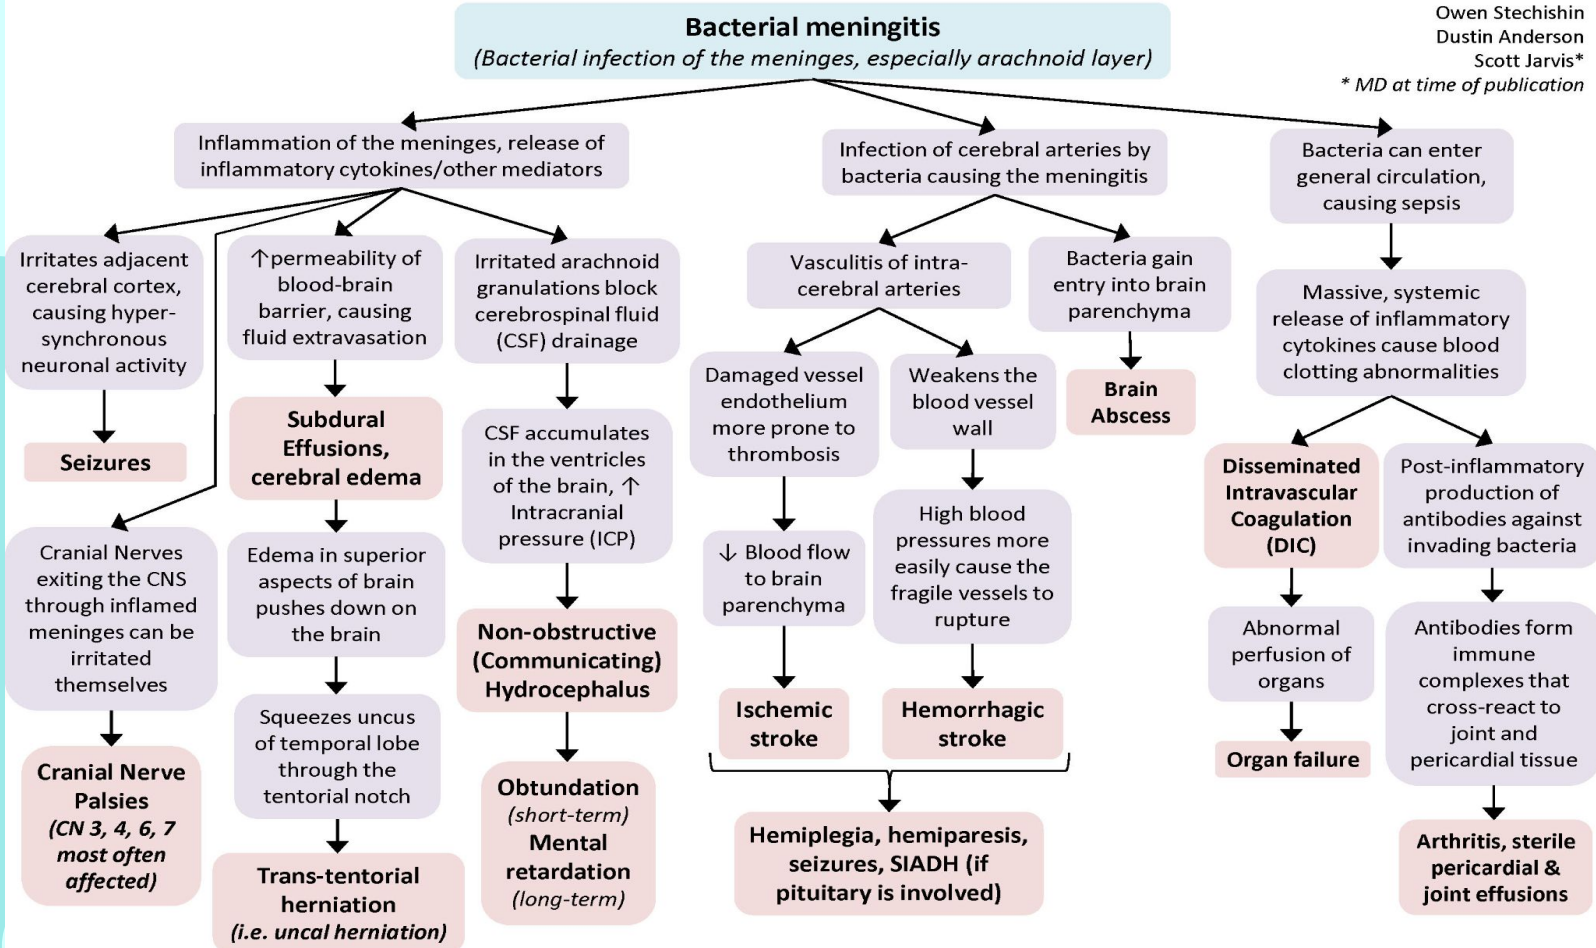 Bacterial meningitis
(Bacterial infection of the meninges, especially arachnoid layer)
Owen Stechishin
Dustin Anderson
Scott Jarvis*
* MD at time of publication
Inflammation of the meninges, release of
inflammatory cytokines/other mediators
Infection of cerebral arteries by
bacteria causing the meningitis
Bacteria can enter
general circulation,
causing sepsis
Irritates adjacent
cerebral cortex,
causing hyper-
synchronous
neuronal activity
Seizures
Cranial Nerves
exiting the CNS
through inflamed
meninges can be
irritated
themselves
Cranial Nerve
Palsies
(CN 3, 4, 6, 7
most often
affected)
↑permeability of
blood-brain
barrier, causing
fluid extravasation
Subdural
Effusions,
cerebral edema
Edema in superior
aspects of brain
pushes down on
the brain
Squeezes uncus
of temporal lobe
through the
tentorial notch
Trans-tentorial
herniation
(i.e. uncal herniation)
Irritated arachnoid
granulations block
cerebrospinal fluid
(CSF) drainage
CSF accumulates
in the ventricles
of the brain, ↑
Intracranial
pressure (ICP)
Non-obstructive
(Communicating)
Hydrocephalus
Obtundation
(short-term)
Mental
retardation
(long-term)
Vasculitis of intra-
cerebral arteries
Damaged vessel
endothelium
more prone to
thrombosis
↓ Blood flow
to brain
parenchyma
Ischemic
stroke
Weakens the
blood vessel
wall
High blood
pressures more
easily cause the
fragile vessels to
rupture
Hemorrhagic
stroke
Hemiplegia, hemiparesis,
seizures, SIADH (if
pituitary is involved)
Bacteria gain
entry into brain
parenchyma
Brain
Abscess
Massive, systemic
release of inflammatory
cytokines cause blood
clotting abnormalities
Disseminated
Intravascular
Coagulation
(DIC)
Abnormal
perfusion of
organs
Organ failure
Post-inflammatory
production of
antibodies against
invading bacteria
Antibodies form
immune
complexes that
cross-react to
joint and
pericardial tissue
Arthritis, sterile
pericardial &
joint effusions